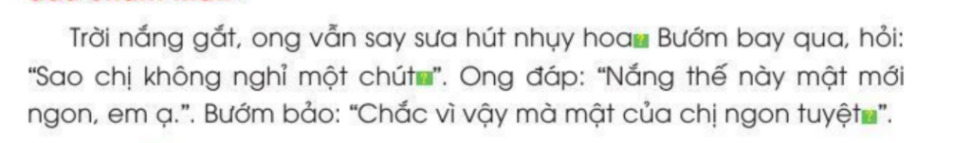 Trời nắng gắt, ong vẫn say sưa hút nhụy hoa? Bướm bay qua, hỏi:
“Sao chị không nghỉ một chút?”. Ong đáp: “Nắng thế này mật mới
ngon, em ạ.”. Bướm bảo: “Chắc vì vậy mà mật của chị ngon tuyệt?”.